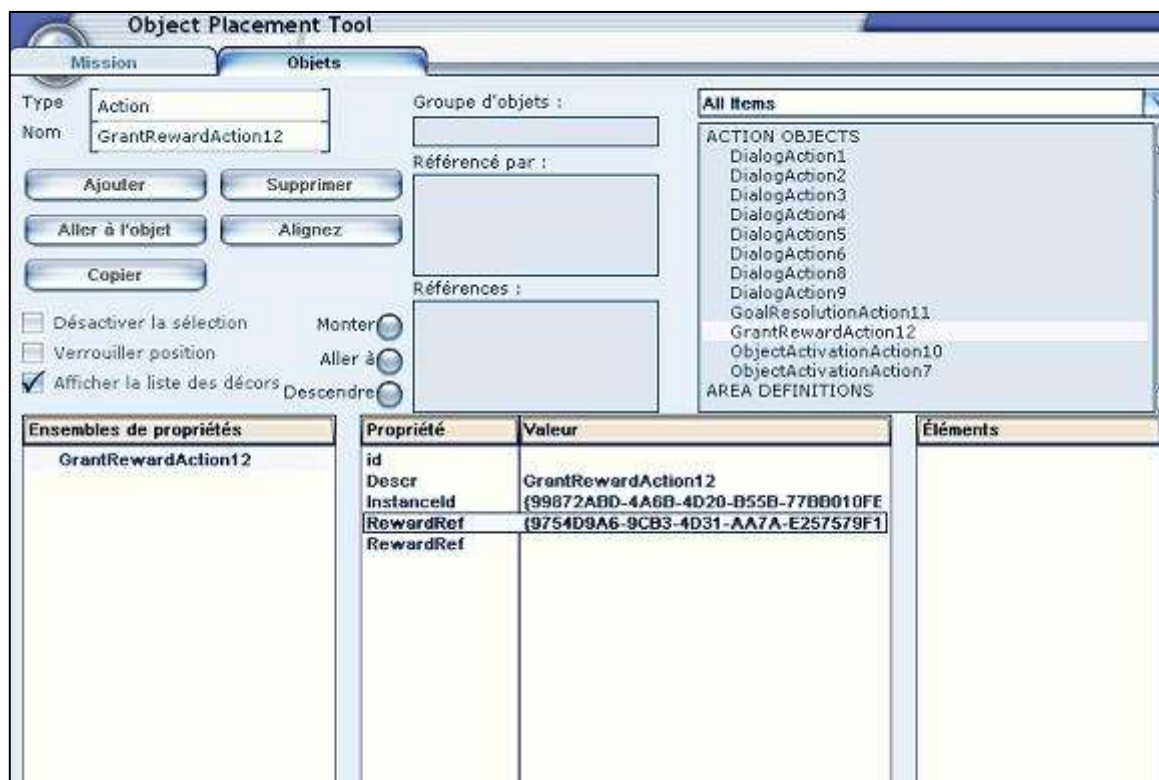 Object Placement Tool
Mission
Objets
Type
Action
Nom
GrantRewardAction12
Ajouter
Supprimer
Aller à l'objet
Alignez
Copier
Désactiver la sélection
Verrouiller position
Afficher la liste des décors
Monter
Aller à
Descendre
Groupe d'objets :
Référencé par :
Références :
All Items
ACTION OBJECTS
DialogAction1
DialogAction2
DialogAction3
DialogAction4
DialogAction5
DialogAction6
DialogAction8
DialogAction9
GoalResolutionAction11
GrantRewardAction12
ObjectActivationAction10
ObjectActivationAction7
AREA DEFINITIONS
Ensembles de propriétés
GrantRewardAction12
Propriété Valeur
id
Descr GrantRewardAction12
InstanceId {99872ABD-4A6B-4D20-B55B-77BB010FE
RewardRef {9754D9A6-9CB3-4D31-AA7A-E257579F1
RewardRef
Éléments